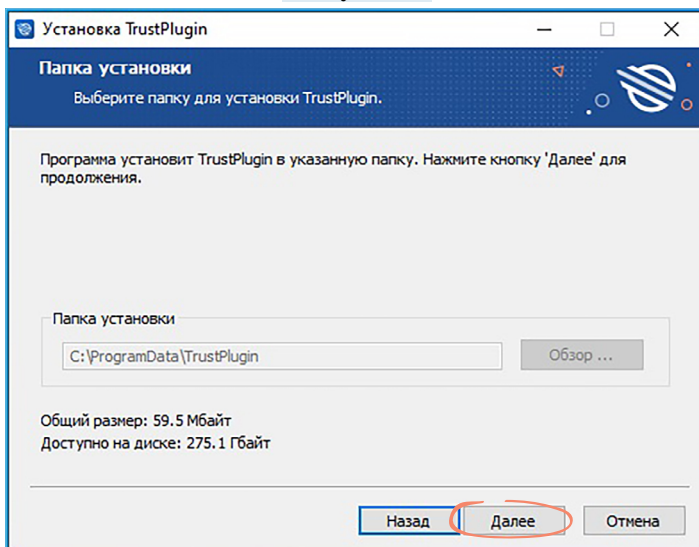 Установка TrustPlugin
Папка установки
Выберите папку для установки TrustPlugin.
Программа установит TrustPlugin в указанную папку. Нажмите кнопку 'Далее' для
продолжения.
Папка установки
C:\ProgramData\TrustPlugin
Обзор ...
Общий размер: 59.5 Мбайт
Доступно на диске: 275.1 Гбайт
Назад
Далее
Отмена